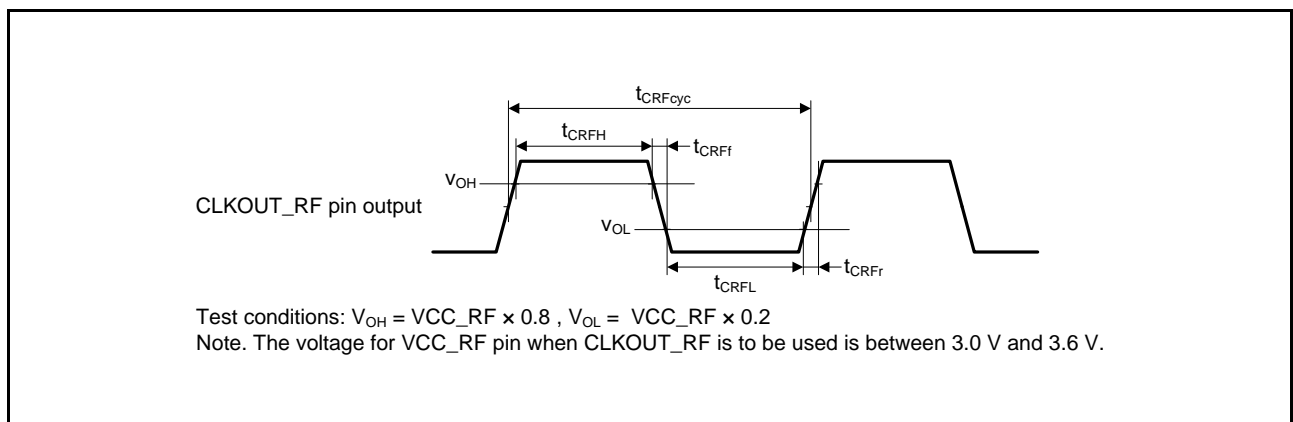 tCRFcyc
tCRFH
tCRFf
vOH
CLKOUT_RF pin output
vOL
tCRFr
tCRFL
Test conditions: VOH = VCC_RF × 0.8 , VOL = VCC_RF × 0.2
Note. The voltage for VCC_RF pin when CLKOUT_RF is to be used is between 3.0 V and 3.6 V.